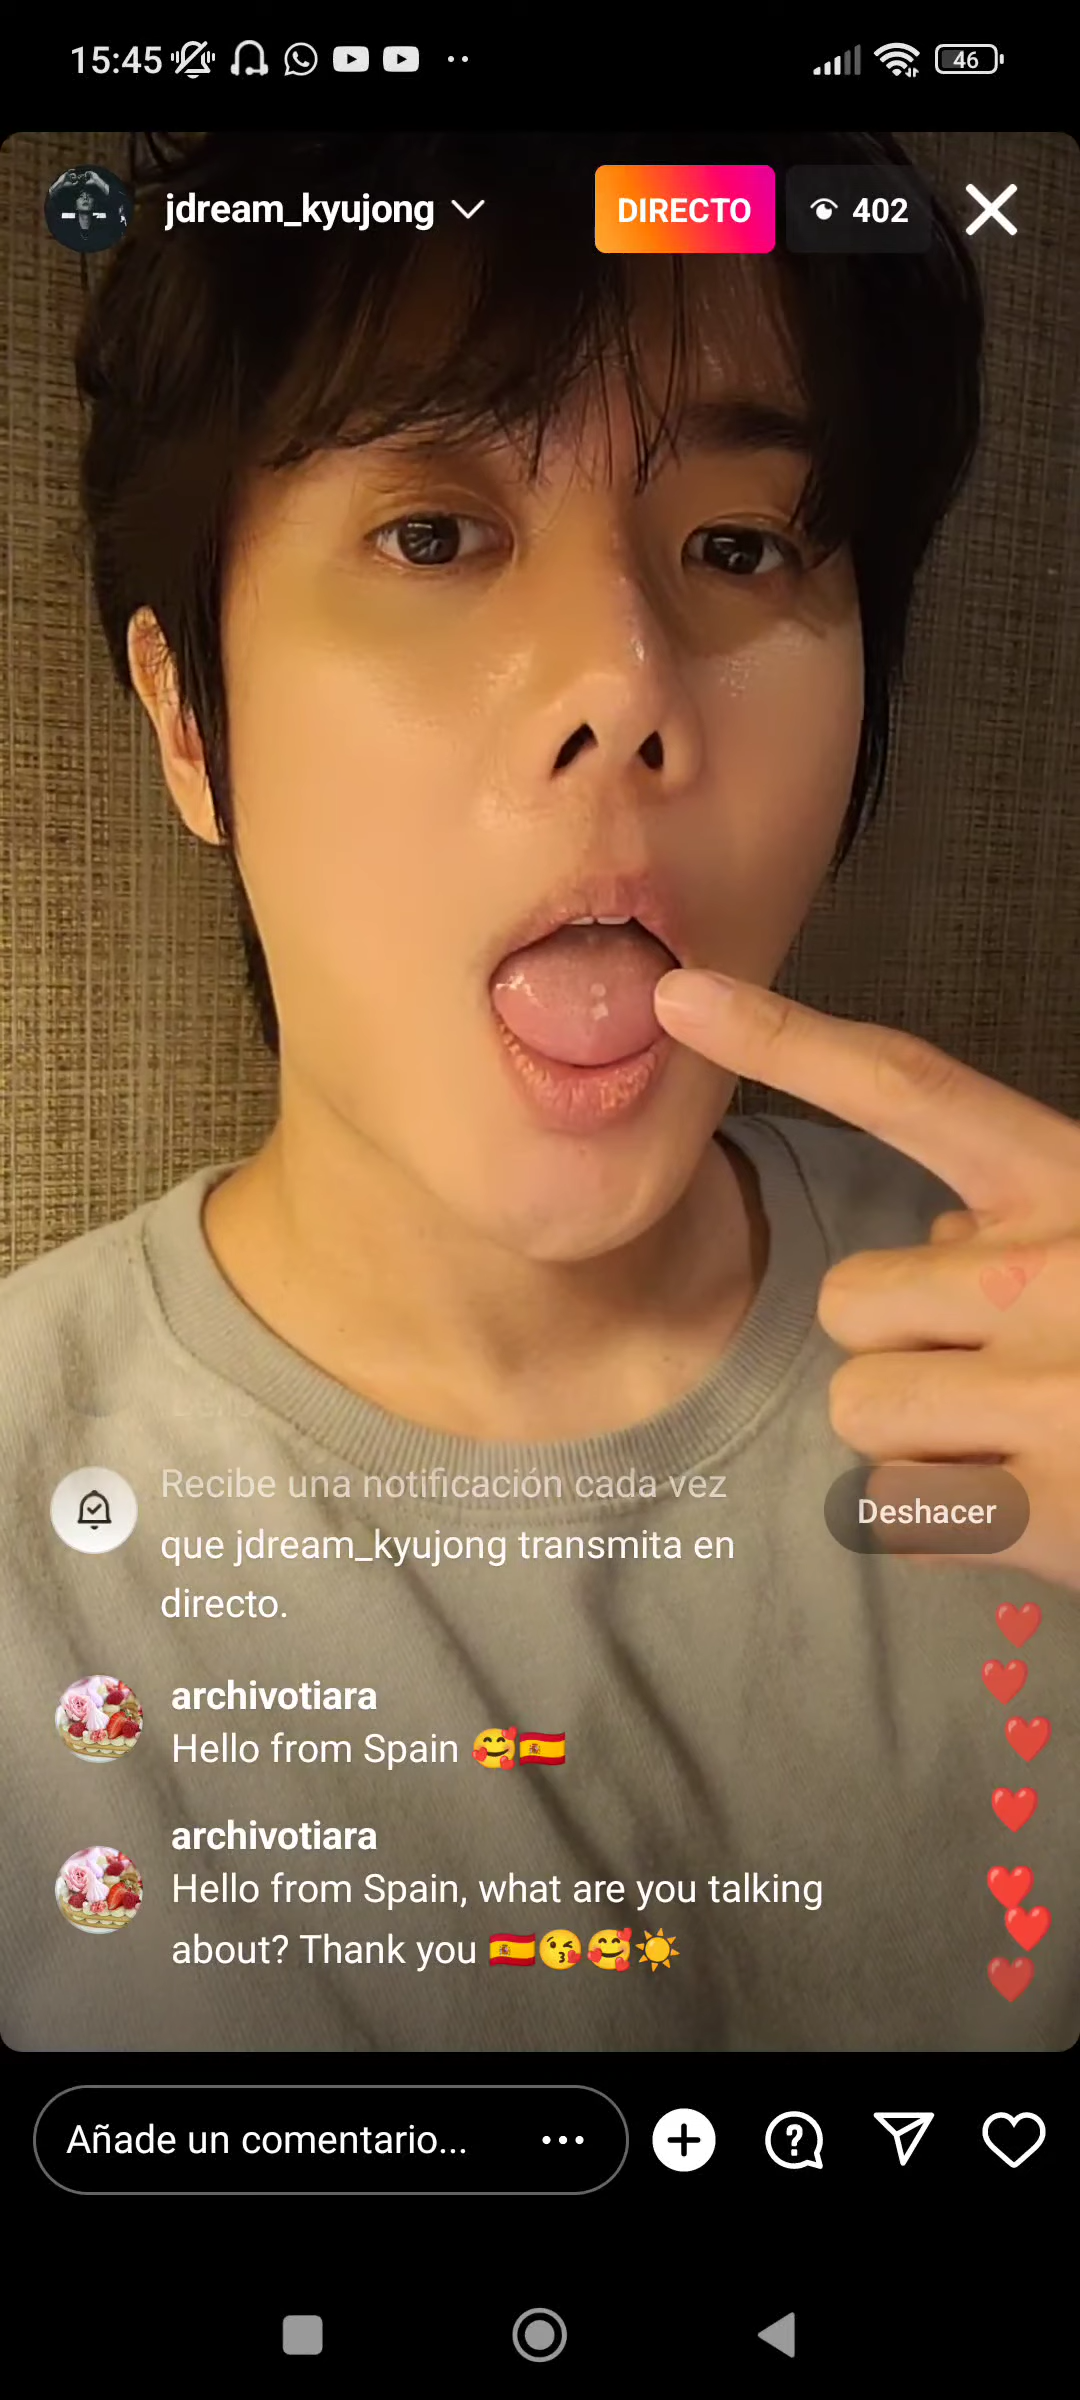 15:45
46
jdream_kyujong
DIRECTO
402
Recibe una notificación cada vez
que jdream_kyujong transmita en
directo.
Deshacer
archivotiara
Hello from Spain 🥰🇪🇸
archivotiara
Hello from Spain, what are you talking
about? Thank you 🇪🇸😘🥰☀️
Añade un comentario...